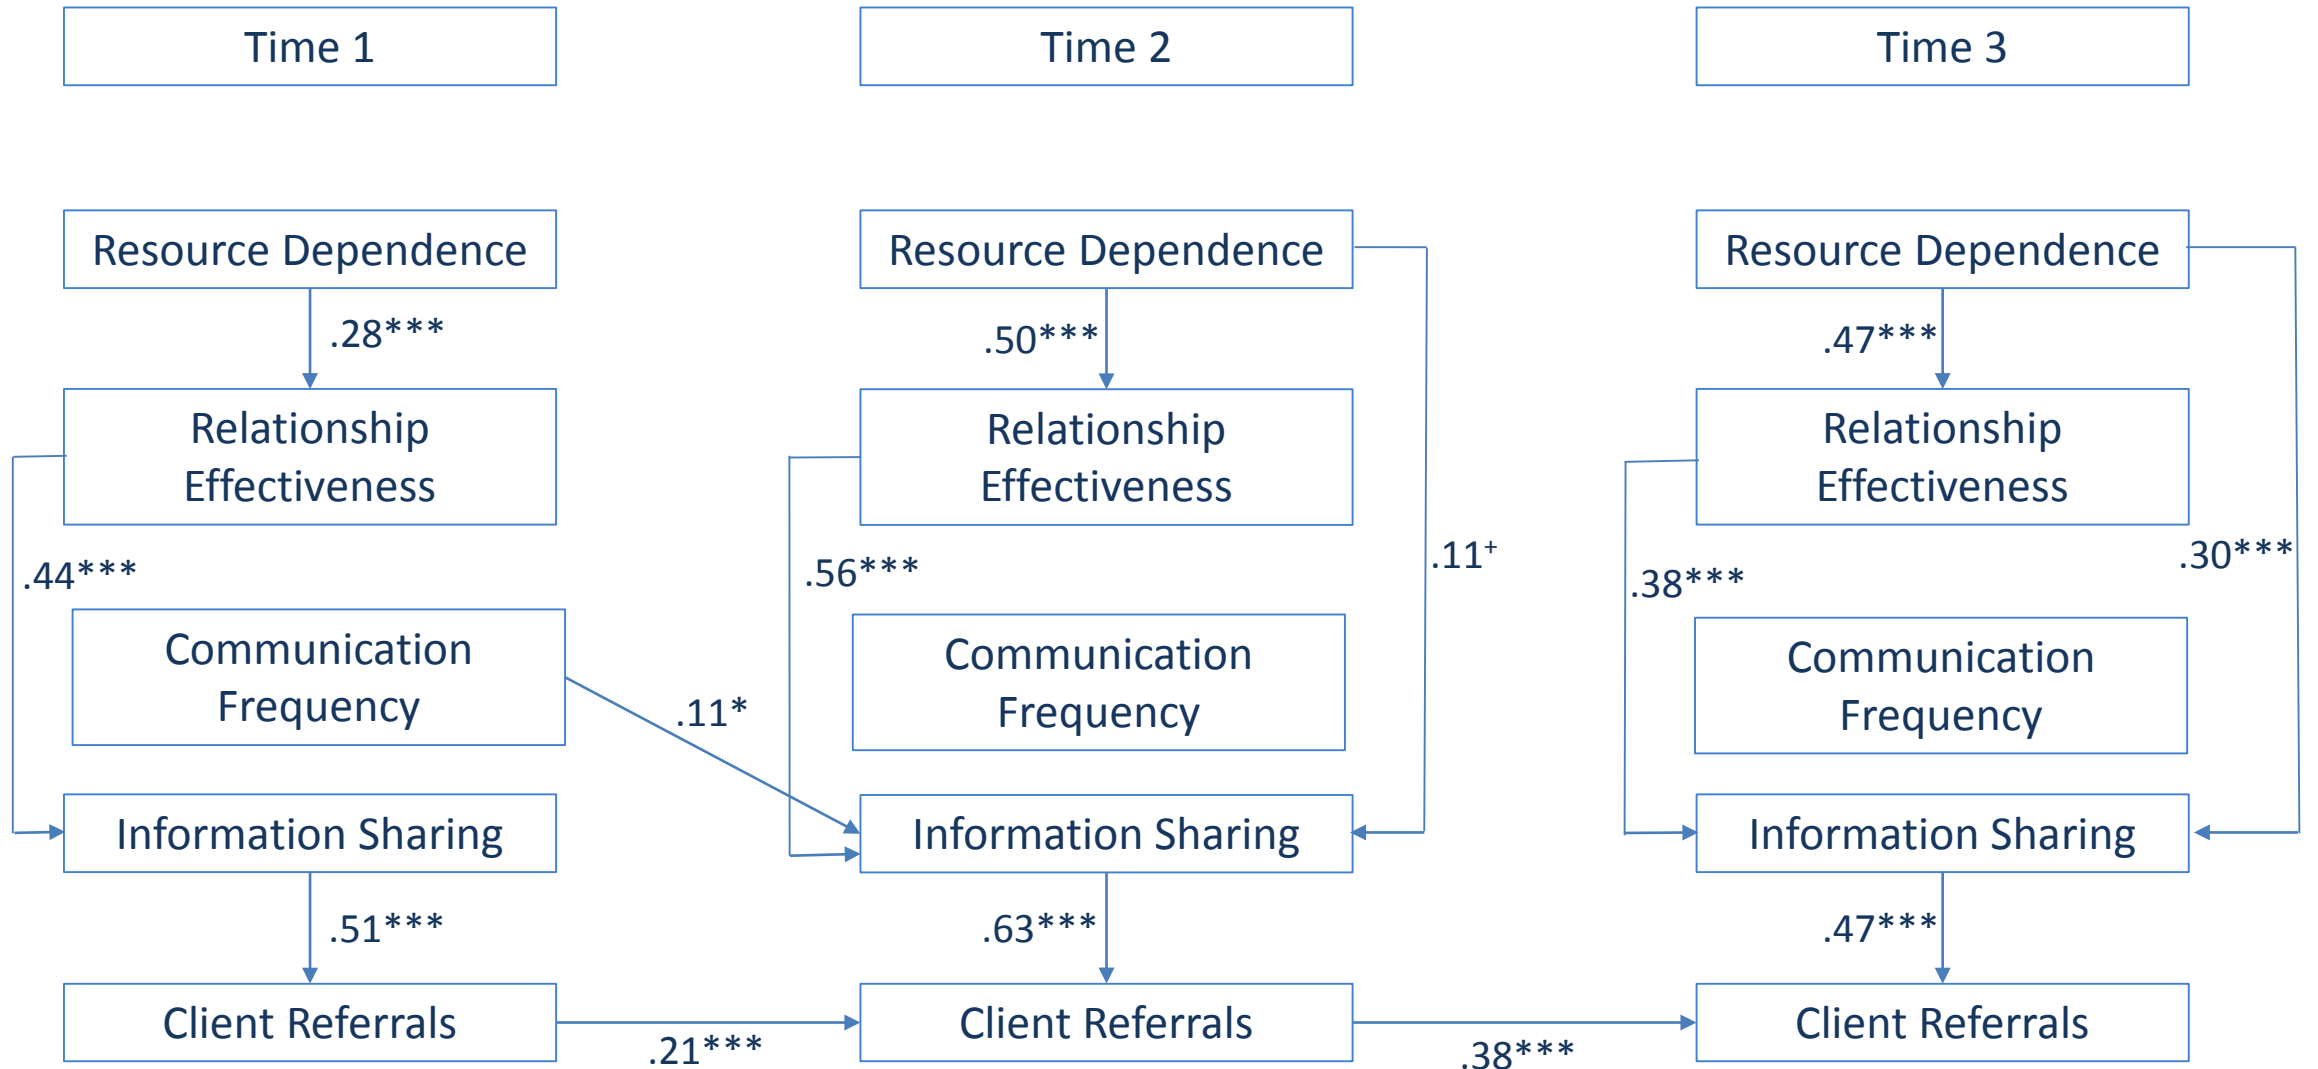 Time 1
Time 2
Time 3
Resource Dependence
Resource Dependence
Resource Dependence
.28***
.50***
.47***
Relationship
Effectiveness
Relationship
Effectiveness
Relationship
Effectiveness
.44***
.56***
.11+
.38***
.30***
Communication
Frequency
.11*
Communication
Frequency
Communication
Frequency
Information Sharing
Information Sharing
Information Sharing
.51***
.63***
.47***
Client Referrals
Client Referrals
Client Referrals
.21***
.38***